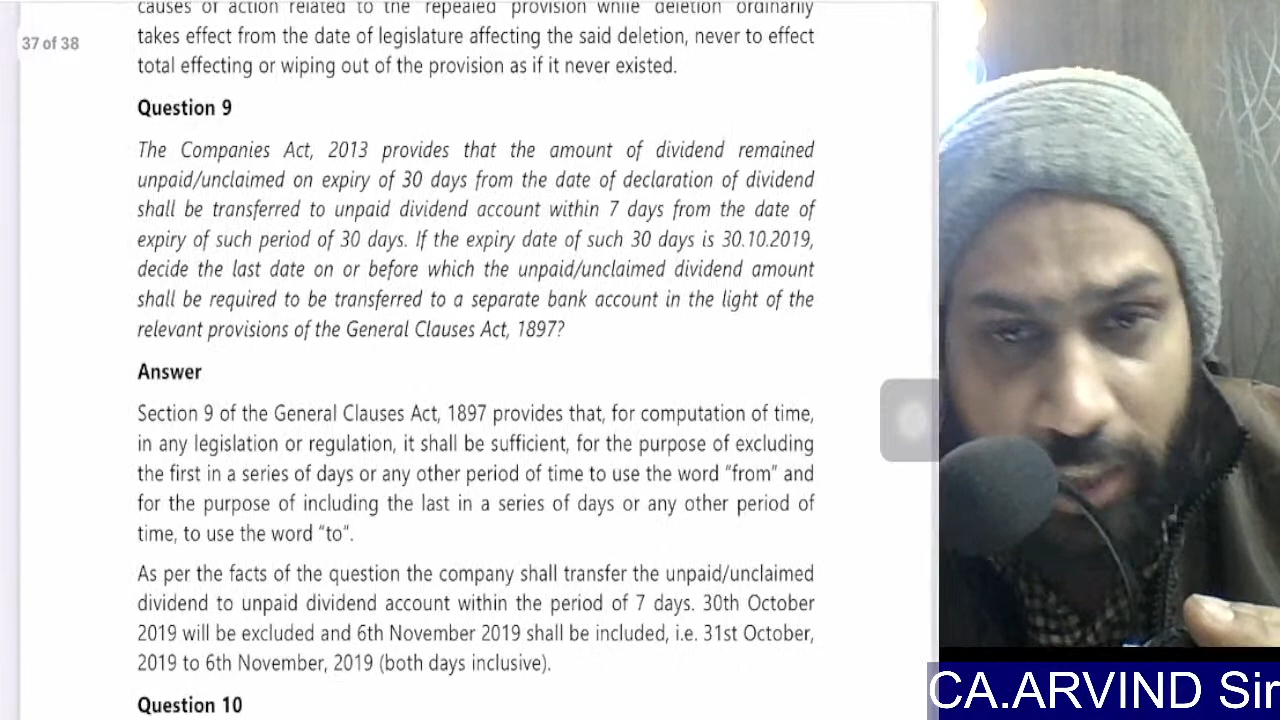 causes of action related to the repealed provision while deletion ordinarily
37 of 38
takes effect from the date of legislature affecting the said deletion, never to effect
total effecting or wiping out of the provision as if it never existed.
Question 9
The Companies Act, 2013 provides that the amount of dividend remained
unpaid/unclaimed on expiry of 30 days from the date of declaration of dividend
shall be transferred to unpaid dividend account within 7 days from the date of
expiry of such period of 30 days. If the expiry date of such 30 days is 30.10.2019,
decide the last date on or before which the unpaid/unclaimed dividend amount
shall be required to be transferred to a separate bank account in the light of the
relevant provisions of the General Clauses Act, 1897?
Answer
Section 9 of the General Clauses Act, 1897 provides that, for computation of time,
in any legislation or regulation, it shall be sufficient, for the purpose of excluding
the first in a series of days or any other period of time to use the word “from” and
for the purpose of including the last in a series of days or any other period of
time, to use the word “to”.
As per the facts of the question the company shall transfer the unpaid/unclaimed
dividend to unpaid dividend account within the period of 7 days. 30th October
2019 will be excluded and 6th November 2019 shall be included, i.e. 31st October,
2019 to 6th November, 2019 (both days inclusive).
Question 10
CA.ARVIND Sir